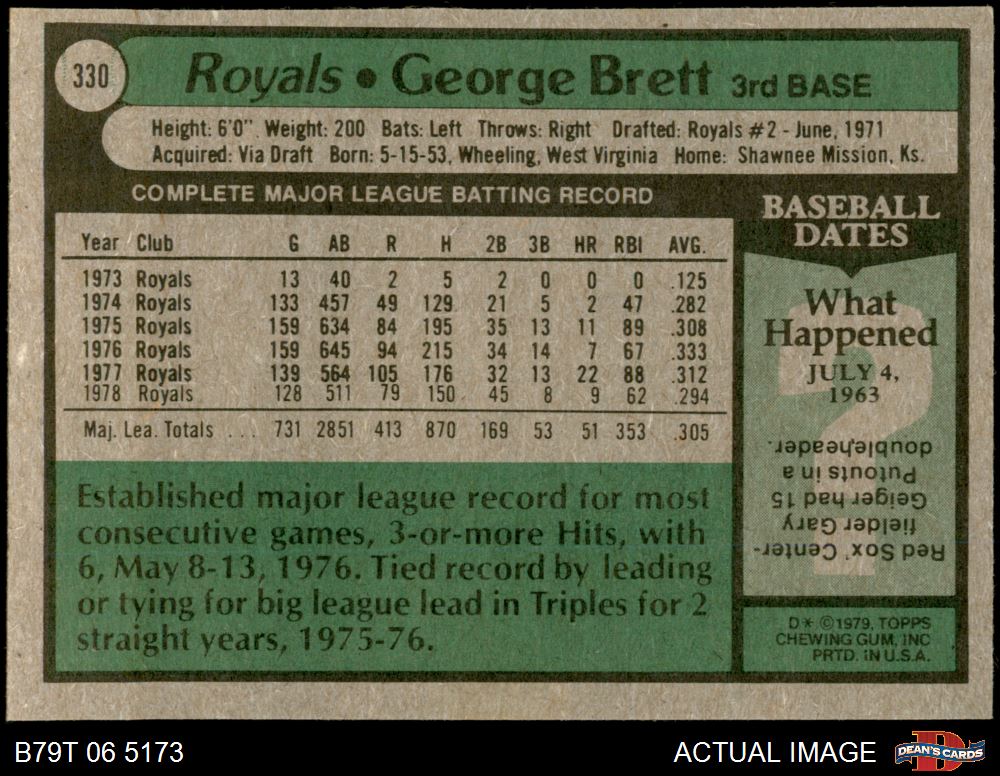 330
Royals • George Brett 3rd BASE
Height: 6'0" Weight: 200 Bats: Left Throws: Right Drafted: Royals #2 - June, 1971
Acquired: Via Draft Born: 5-15-53, Wheeling, West Virginia Home: Shawnee Mission, Ks.
COMPLETE MAJOR LEAGUE BATTING RECORD
Year Club G AB R H 2B 3B HR RBI AVG.
1973 Royals 13 40 2 5 2 0 0 0 .125
1974 Royals 133 457 49 129 21 5 2 47 .282
1975 Royals 159 634 84 195 35 13 11 89 .308
1976 Royals 159 645 94 215 34 14 7 67 .333
1977 Royals 139 564 105 176 32 13 22 88 .312
1978 Royals 128 511 79 150 45 8 9 62 .294
Maj. Lea. Totals ... 731 2851 413 870 169 53 51 353 .305
Established major league record for most
consecutive games, 3-or-more Hits, with
6, May 8-13, 1976. Tied record by leading
or tying for big league lead in Triples for 2
straight years, 1975-76.
BASEBALL
DATES
What
Happened
JULY 4,
1963
Red Sox' Center-
fielder Gary
Geiger had 15
Putouts in a
doubleheader.
D* ©1979, TOPPS
CHEWING GUM, INC
PRTD. IN U.S.A.
B79T 06 5173
ACTUAL IMAGE
DEAN'S CARDS